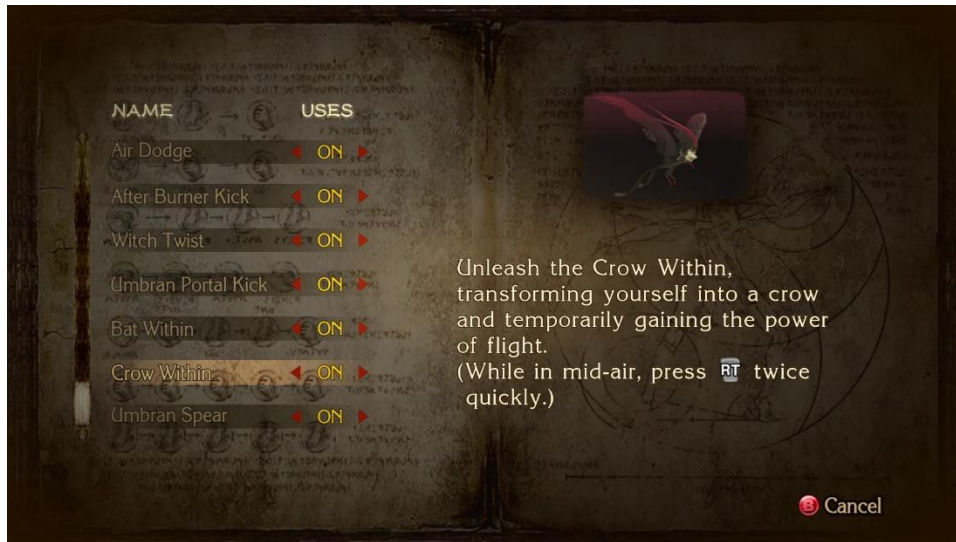 NAME USES
Air Dodge ON
After Burner Kick ON
Witch Twist ON
Umbran Portal Kick ON
Bat Within ON
Crow Within ON
Umbran Spear ON
Unleash the Crow Within,
transforming yourself into a crow
and temporarily gaining the power
of flight.
(While in mid-air, press RT twice
quickly.)
B Cancel